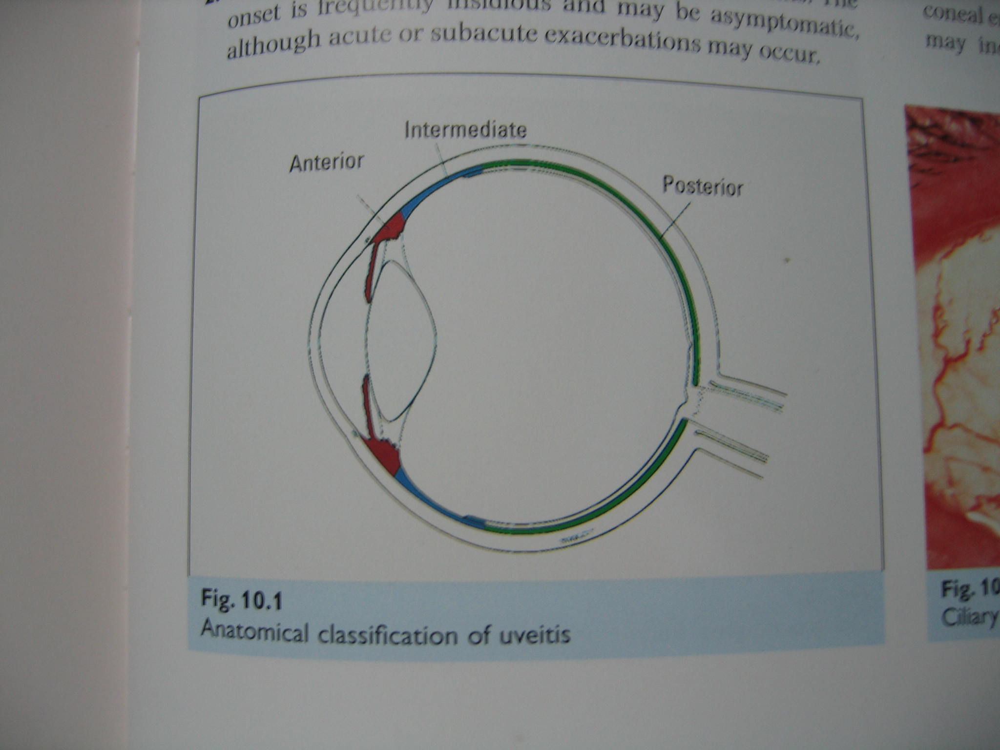 onset is frequently insidious and may be asymptomatic,
although acute or subacute exacerbations may occur.
Intermediate
Anterior
Posterior
Fig. 10.1
Anatomical classification of uveitis
coneal
may
Fig. 10
Ciliary